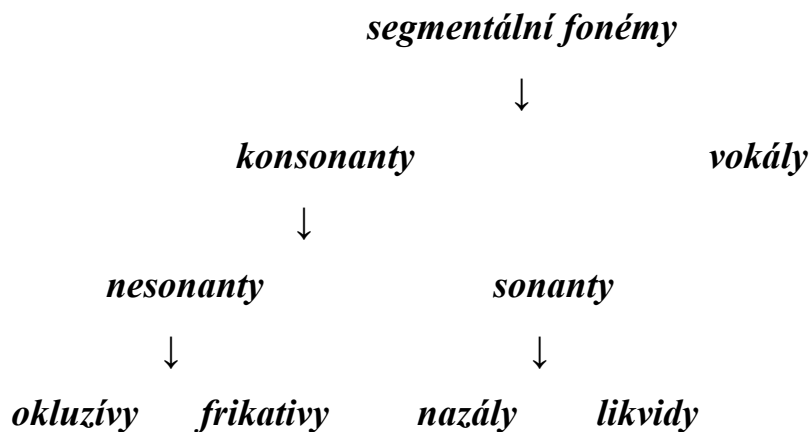 segmentální fonémy
↓
konsonanty vokály
↓
nesonanty sonanty
↓ ↓
okluzívy frikativy nazály likvidy